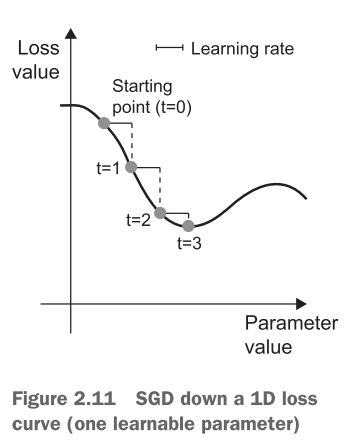 Loss
value
Learning rate
Starting
point (t=0)
t=1
t=2
t=3
Parameter
value
Figure 2.11 SGD down a 1D loss
curve (one learnable parameter)